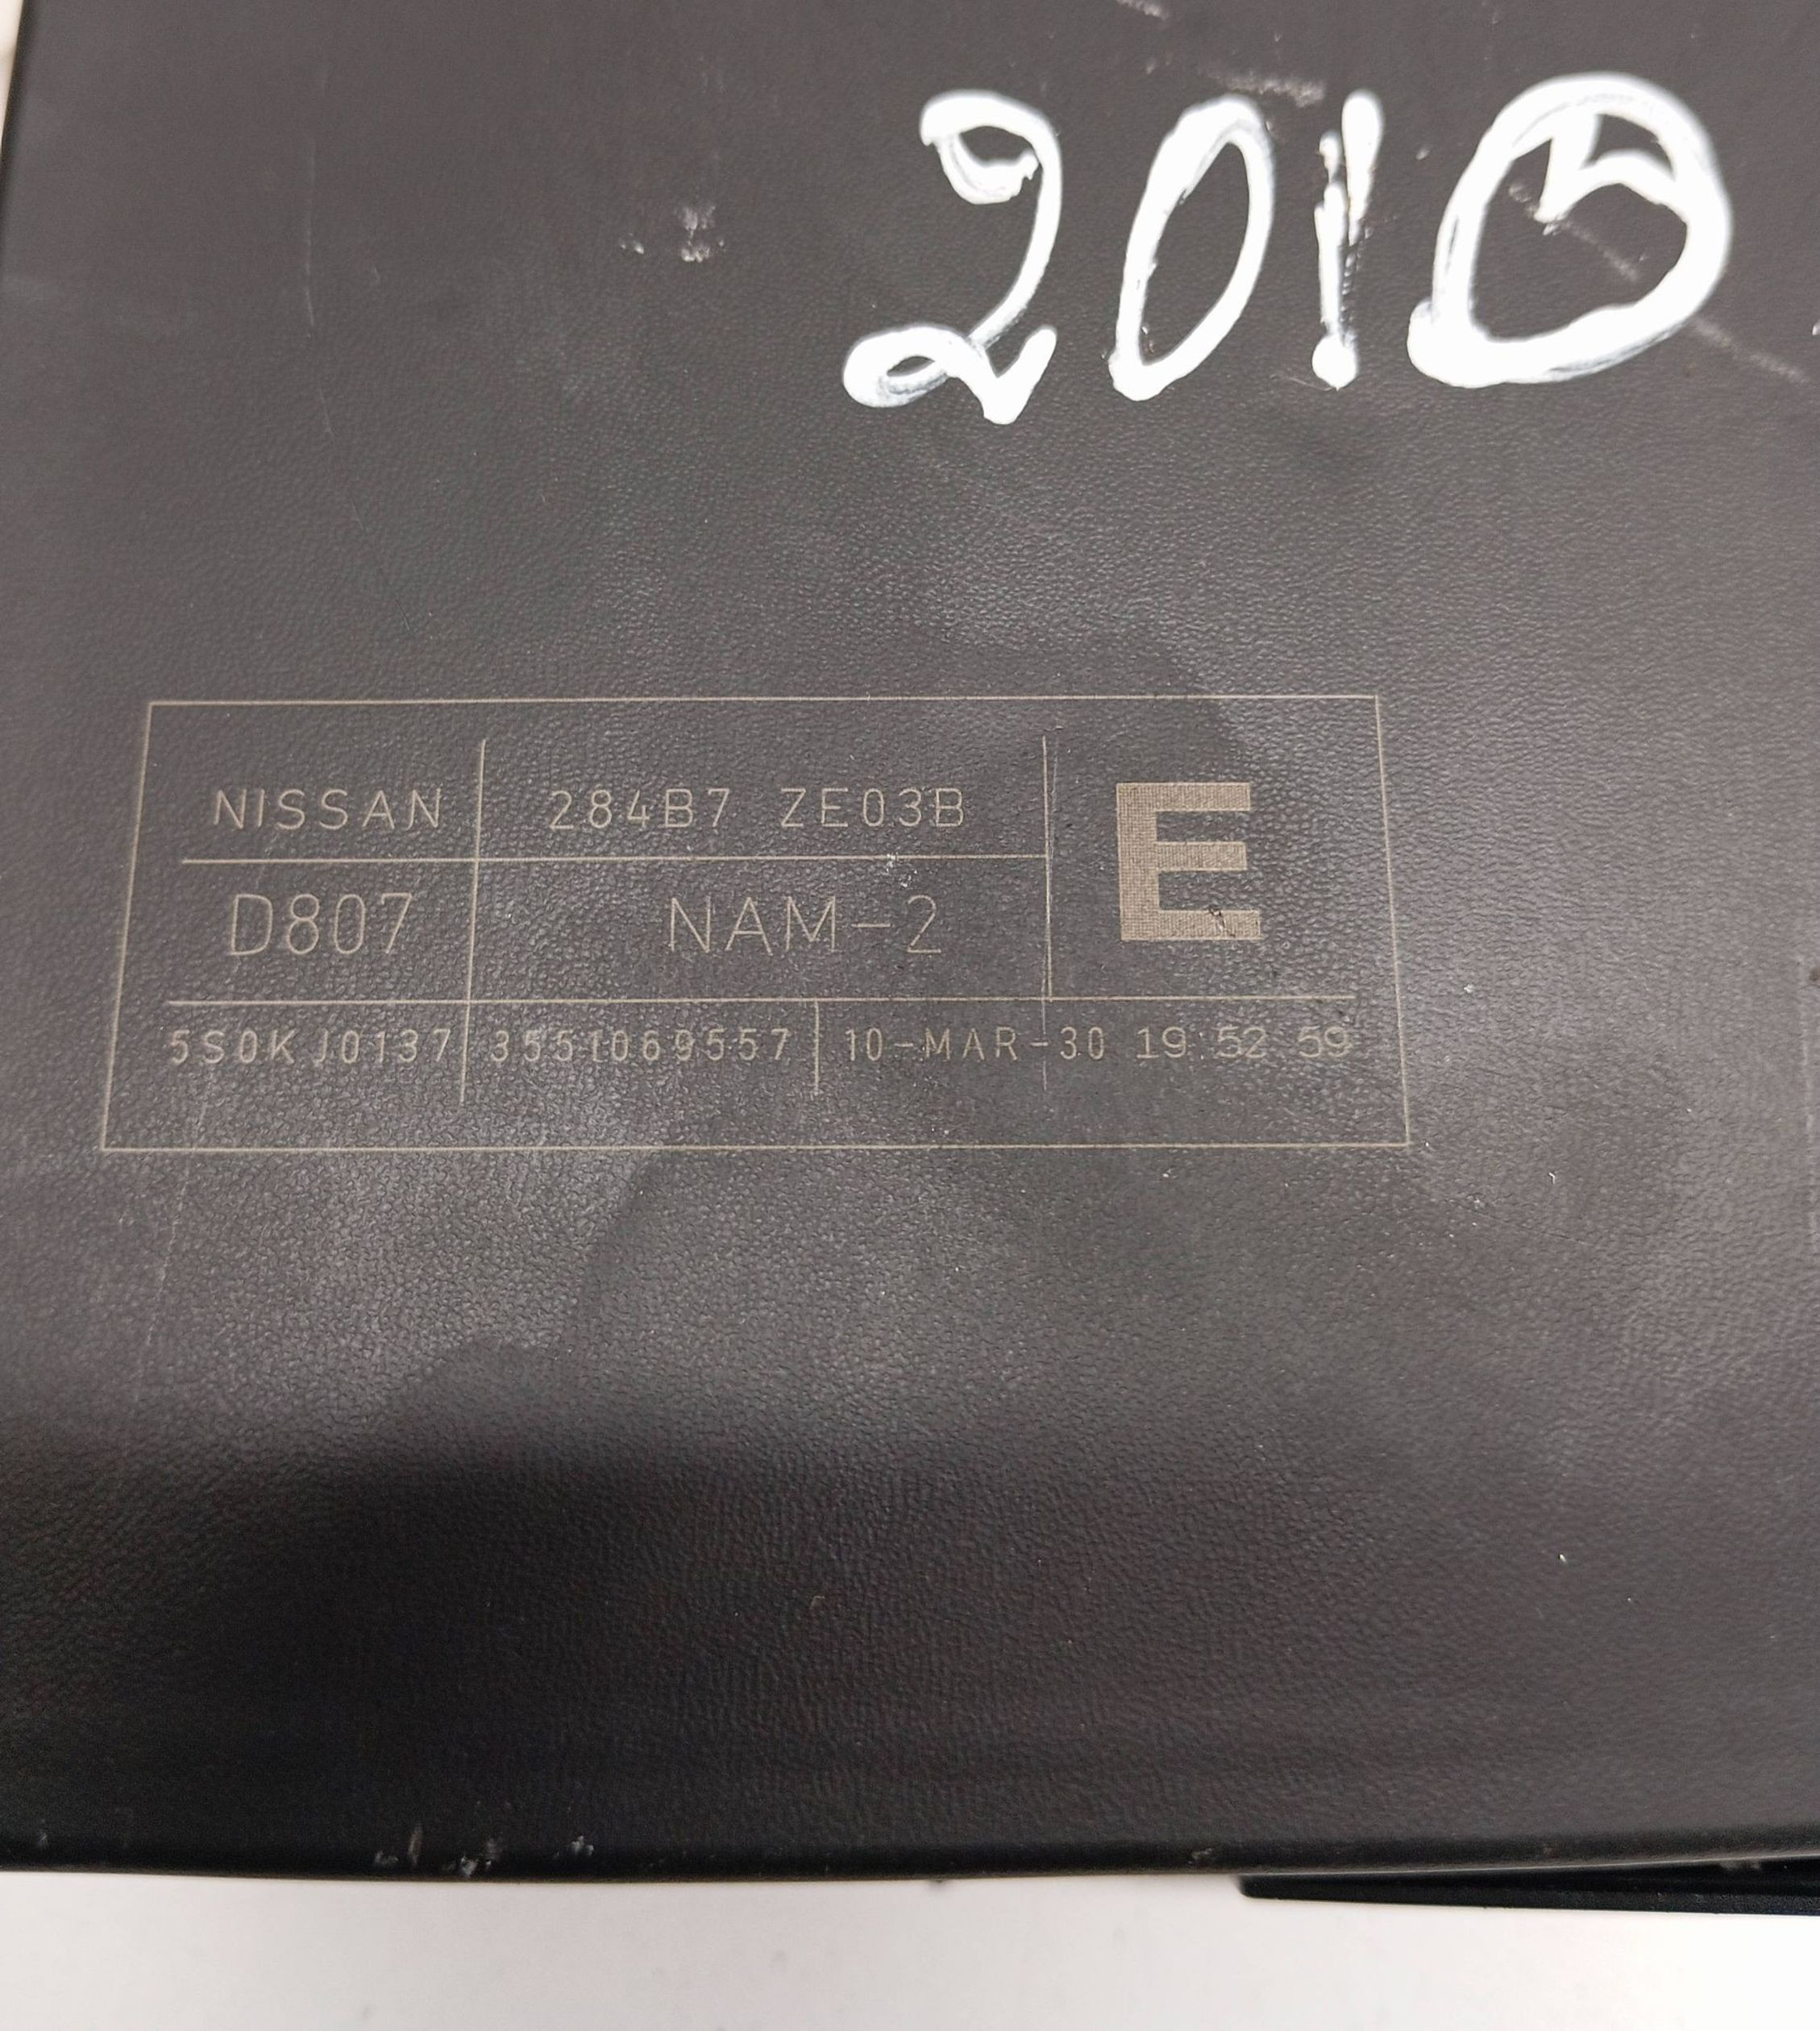 2010
NISSAN 284B7 ZE03B E
D807 NAM-2
5S0KJ0137 3551069557 10-MAR-30 19:52:59